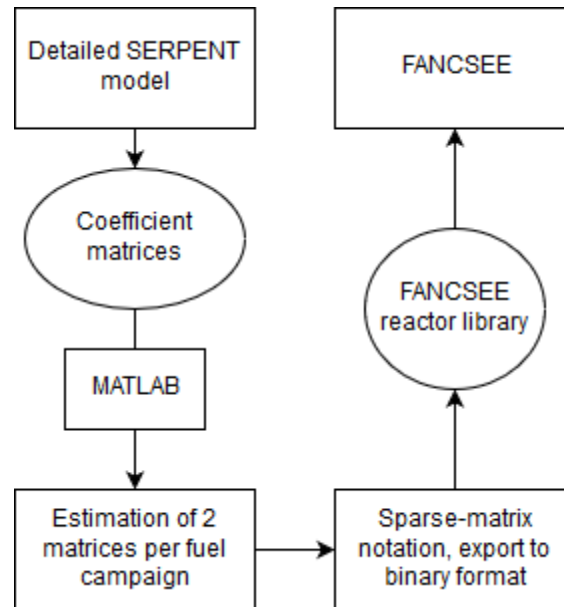 Detailed SERPENT
model
Coefficient
matrices
MATLAB
Estimation of 2
matrices per fuel
campaign
Sparse-matrix
notation, export to
binary format
FANCSEE
reactor library
FANCSEE